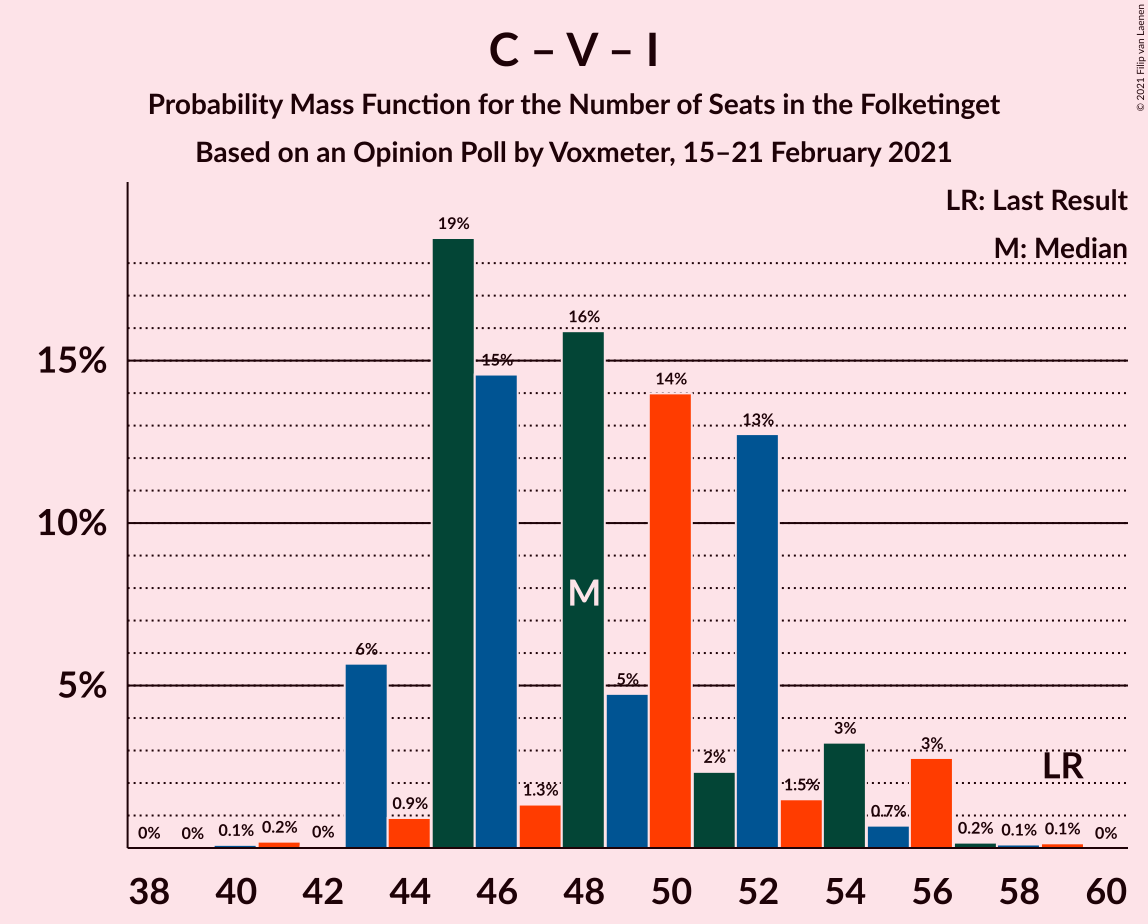 C – V – I
Probability Mass Function for the Number of Seats in the Folketinget
Based on an Opinion Poll by Voxmeter, 15–21 February 2021
© 2021 Filip van Laenen
LR: Last Result
M: Median
15%
10%
5%
0%
0%
0.1%
0.2%
0%
6%
0.9%
19%
15%
1.3%
16%
5%
14%
2%
13%
1.5%
3%
0.7%
3%
0.2%
0.1%
0.1%
0%
M
LR
38 40 42 44 46 48 50 52 54 56 58 60